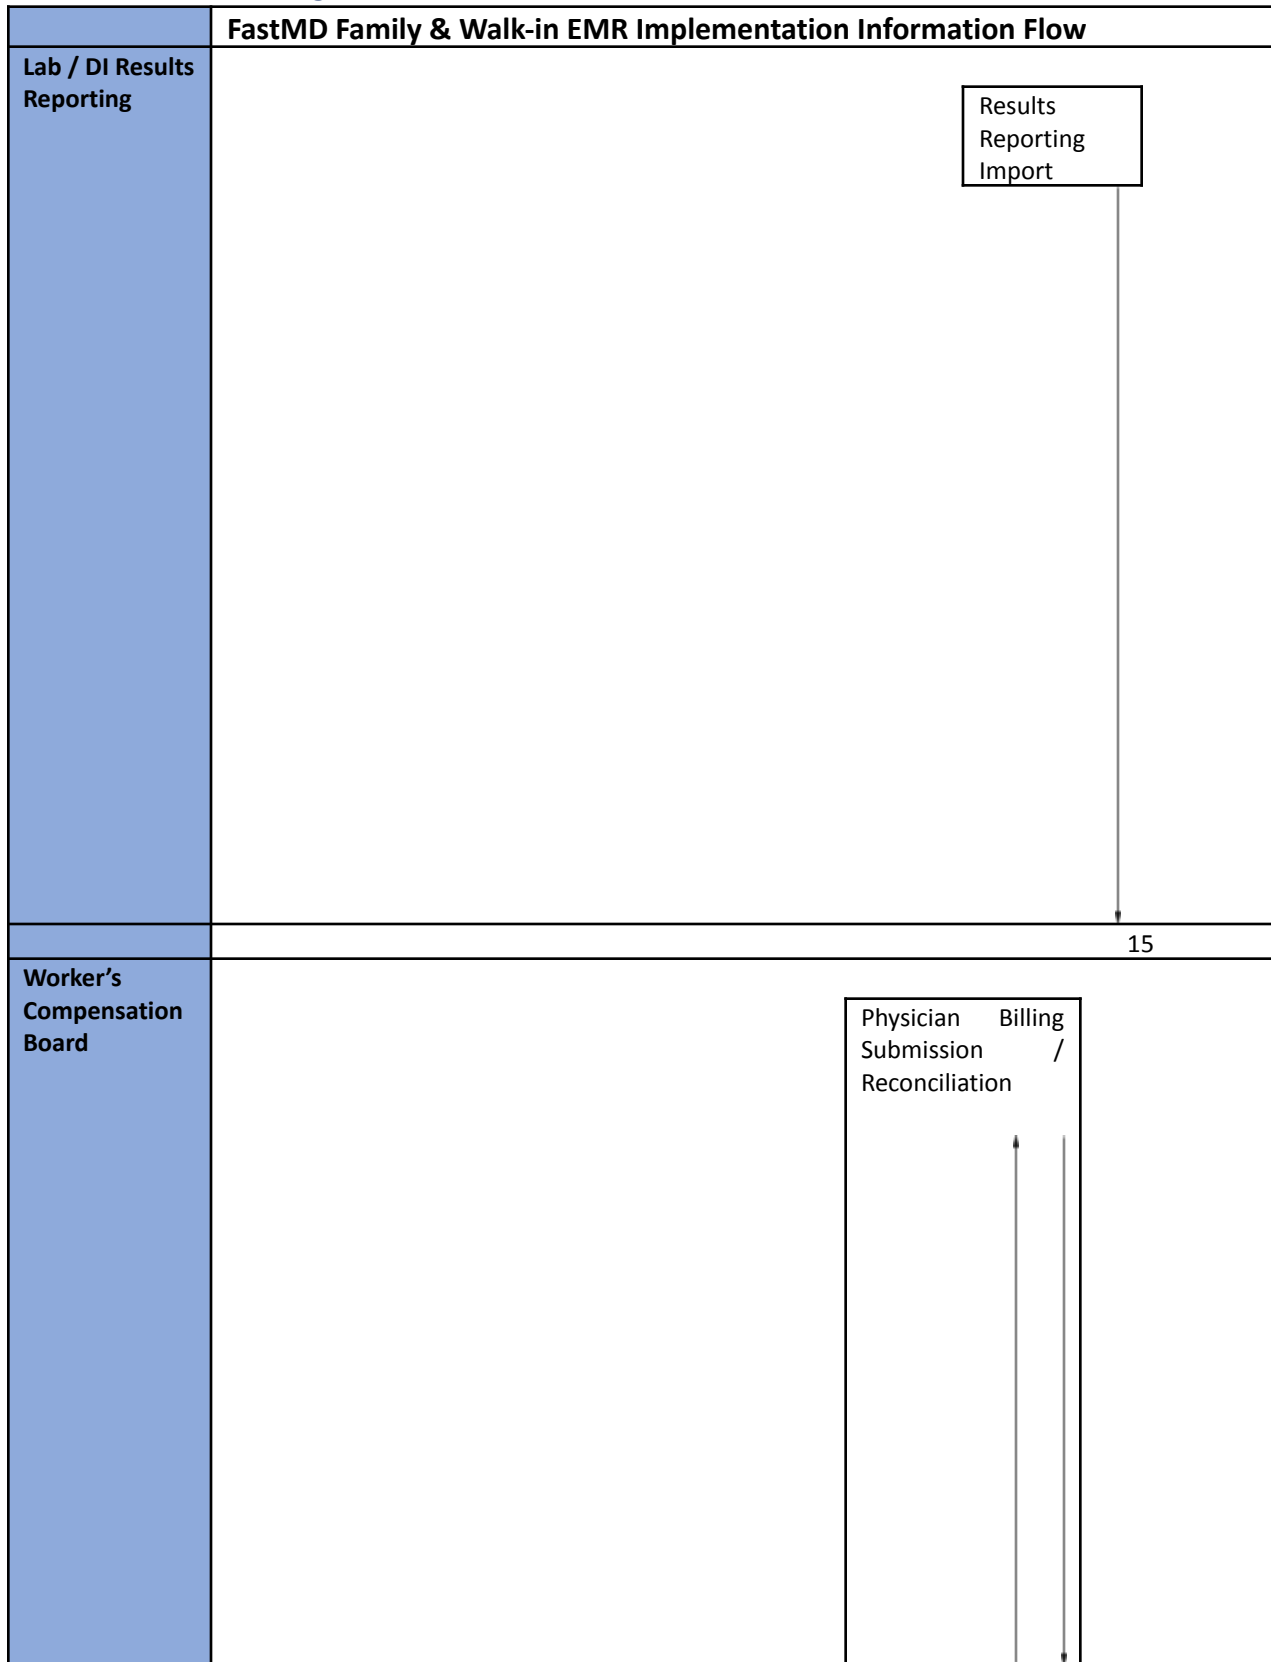 FastMD Family & Walk-in EMR Implementation Information Flow
Lab / DI Results
Reporting
Results
Reporting
Import
15
Worker’s
Compensation
Board
Physician Billing
Submission /
Reconciliation